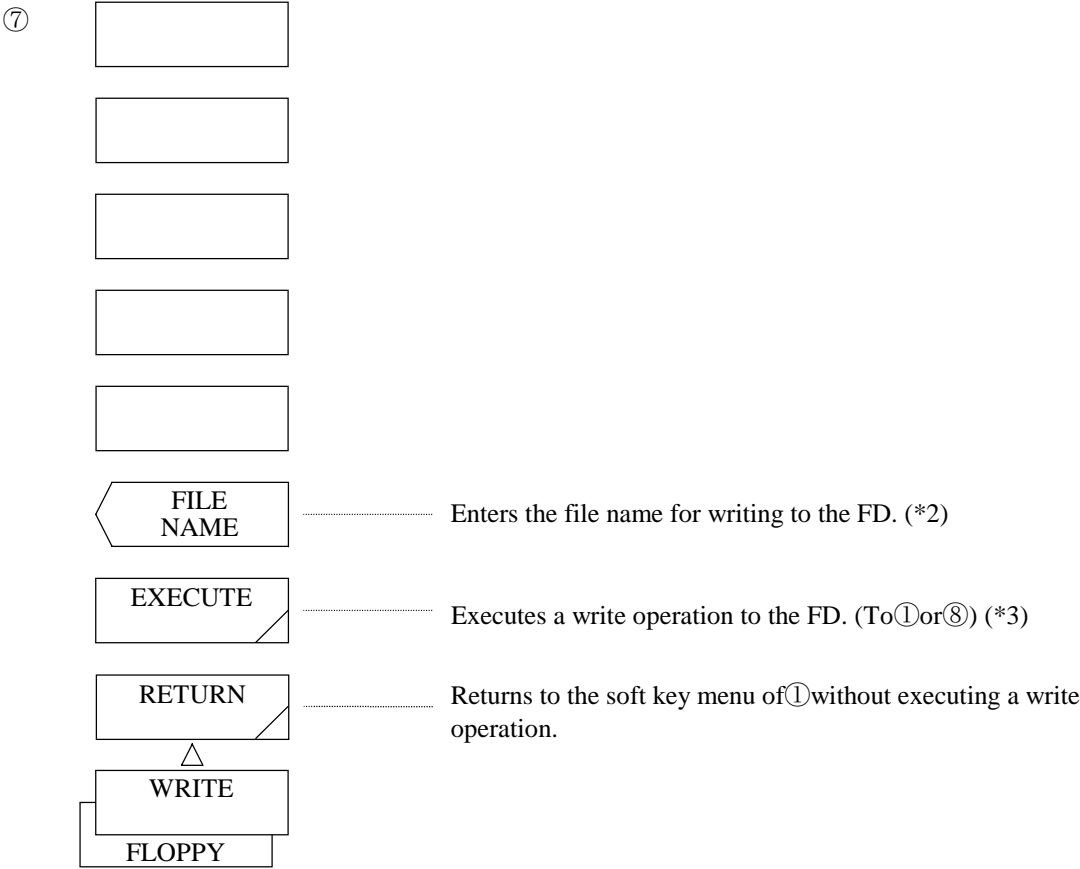 ⑦
FILE
NAME
Enters the file name for writing to the FD. (*2)
EXECUTE
Executes a write operation to the FD. (To①or⑧) (*3)
RETURN
Returns to the soft key menu of①without executing a write
operation.
WRITE
FLOPPY